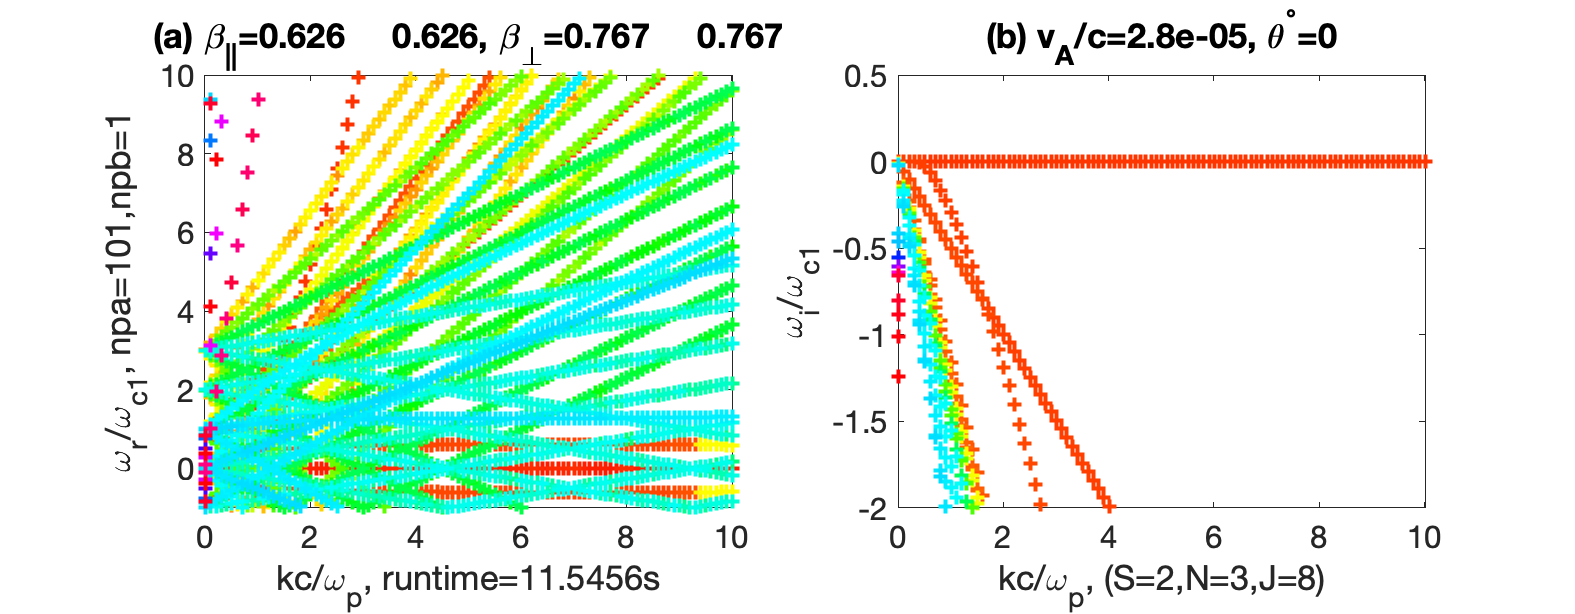 (a) β∥=0.626 0.626, β⊥=0.767 0.767
10
8
6
4
2
0
ωr/ωc1, npa=101,npb=1
0 2 4 6 8 10
kc/ωp, runtime=11.5456s
(b) vA/c=2.8e-05, θ°=0
0.5
0
-0.5
-1
-1.5
-2
ωi/ωc1
0 2 4 6 8 10
kc/ωp, (S=2,N=3,J=8)